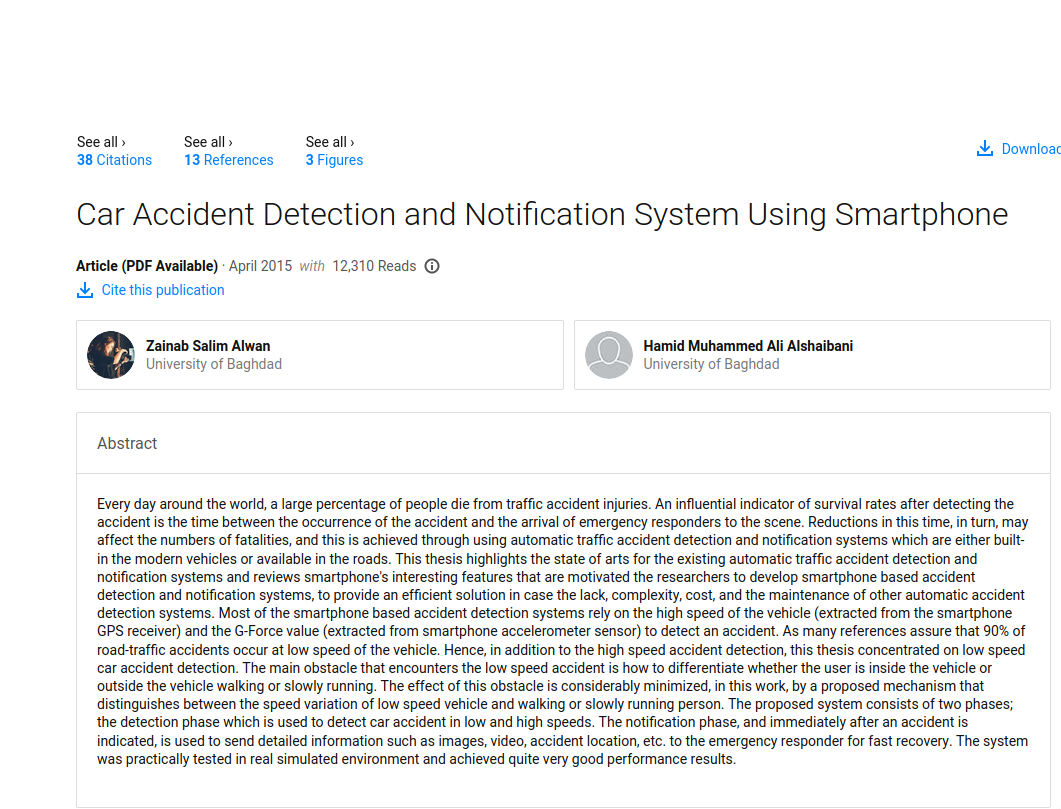 See all › See all › See all ›
38 Citations 13 References 3 Figures
Download
Car Accident Detection and Notification System Using Smartphone
Article (PDF Available) · April 2015 with 12,310 Reads
Cite this publication
Zainab Salim Alwan
University of Baghdad
Hamid Muhammed Ali Alshaibani
University of Baghdad
Abstract
Every day around the world, a large percentage of people die from traffic accident injuries. An influential indicator of survival rates after detecting the
accident is the time between the occurrence of the accident and the arrival of emergency responders to the scene. Reductions in this time, in turn, may
affect the numbers of fatalities, and this is achieved through using automatic traffic accident detection and notification systems which are either built-
in the modern vehicles or available in the roads. This thesis highlights the state of arts for the existing automatic traffic accident detection and
notification systems and reviews smartphone's interesting features that are motivated the researchers to develop smartphone based accident
detection and notification systems, to provide an efficient solution in case the lack, complexity, cost, and the maintenance of other automatic accident
detection systems. Most of the smartphone based accident detection systems rely on the high speed of the vehicle (extracted from the smartphone
GPS receiver) and the G-Force value (extracted from smartphone accelerometer sensor) to detect an accident. As many references assure that 90% of
road-traffic accidents occur at low speed of the vehicle. Hence, in addition to the high speed accident detection, this thesis concentrated on low speed
car accident detection. The main obstacle that encounters the low speed accident is how to differentiate whether the user is inside the vehicle or
outside the vehicle walking or slowly running. The effect of this obstacle is considerably minimized, in this work, by a proposed mechanism that
distinguishes between the speed variation of low speed vehicle and walking or slowly running person. The proposed system consists of two phases;
the detection phase which is used to detect car accident in low and high speeds. The notification phase, and immediately after an accident is
indicated, is used to send detailed information such as images, video, accident location, etc. to the emergency responder for fast recovery. The system
was practically tested in real simulated environment and achieved quite very good performance results.